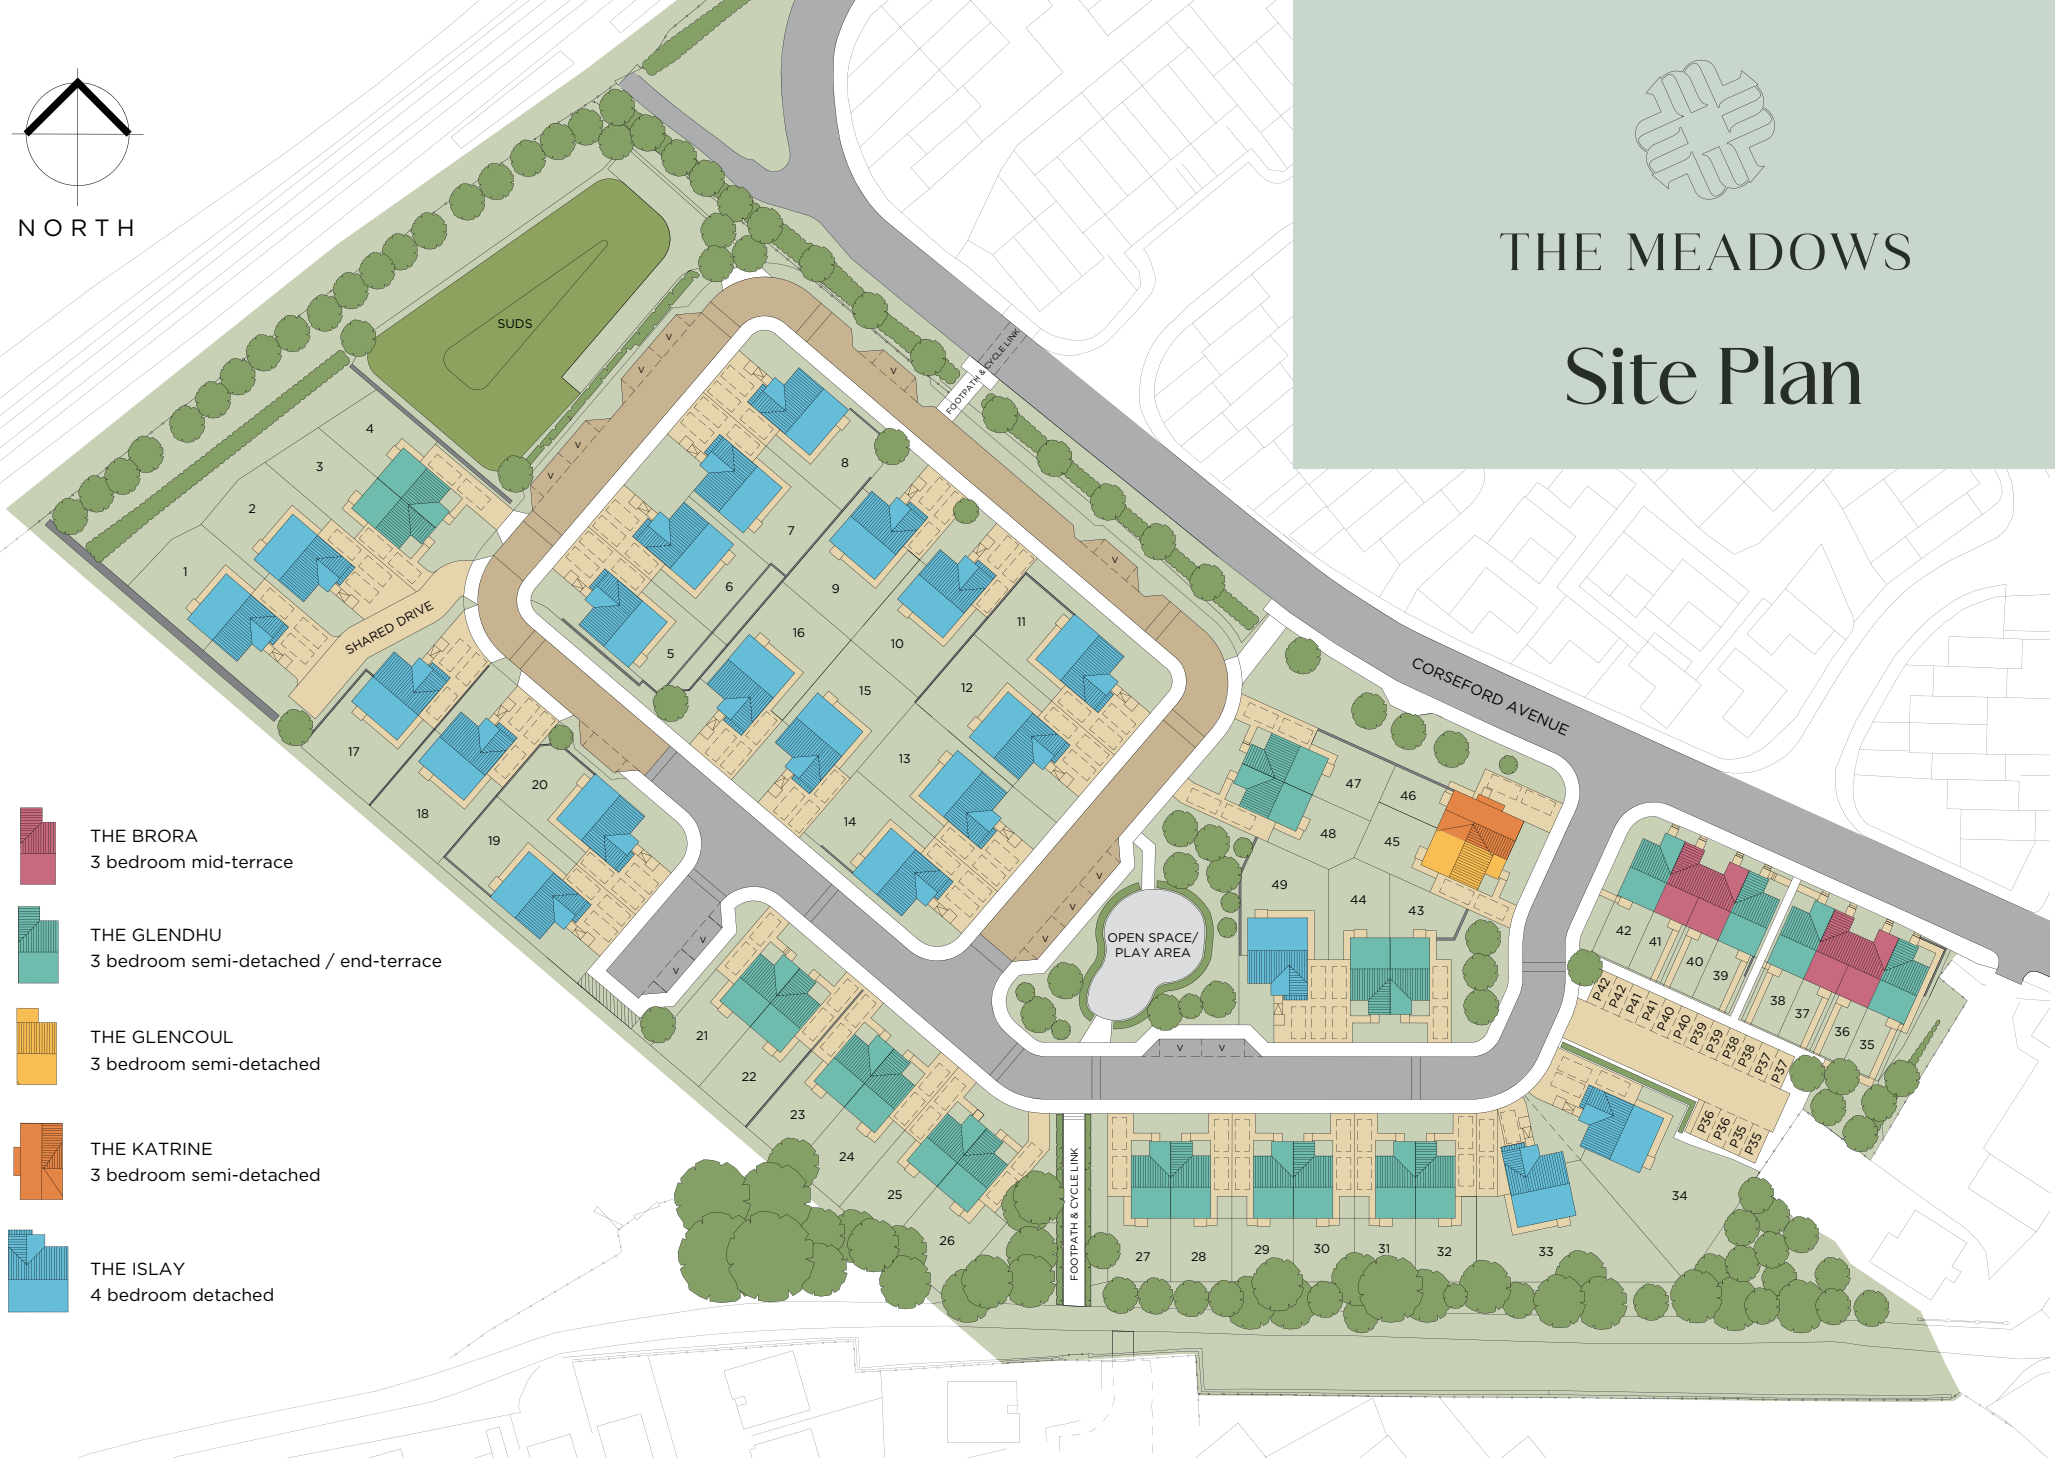 NORTH
THE MEADOWS
Site Plan
SUDS
FOOTPATH & CYCLE LINK
4
3
2
1
8
7
6
5
9
16
10
11
15
12
13
14
SHARED DRIVE
17
18
20
19
CORSEFORD AVENUE
47
46
48
45
49
44
43
OPEN SPACE/
PLAY AREA
42
41
40
39
38
37
36
35
P42
P42
P41
P41
P40
P40
P39
P39
P38
P38
P37
P37
P36
P36
P35
P35
21
22
23
24
25
26
FOOTPATH & CYCLE LINK
27
28
29
30
31
32
33
34
V
V
V
V
V
V
V
V
V
V
V
V
V
THE BRORA
3 bedroom mid-terrace
THE GLENDHU
3 bedroom semi-detached / end-terrace
THE GLENCOUL
3 bedroom semi-detached
THE KATRINE
3 bedroom semi-detached
THE ISLAY
4 bedroom detached